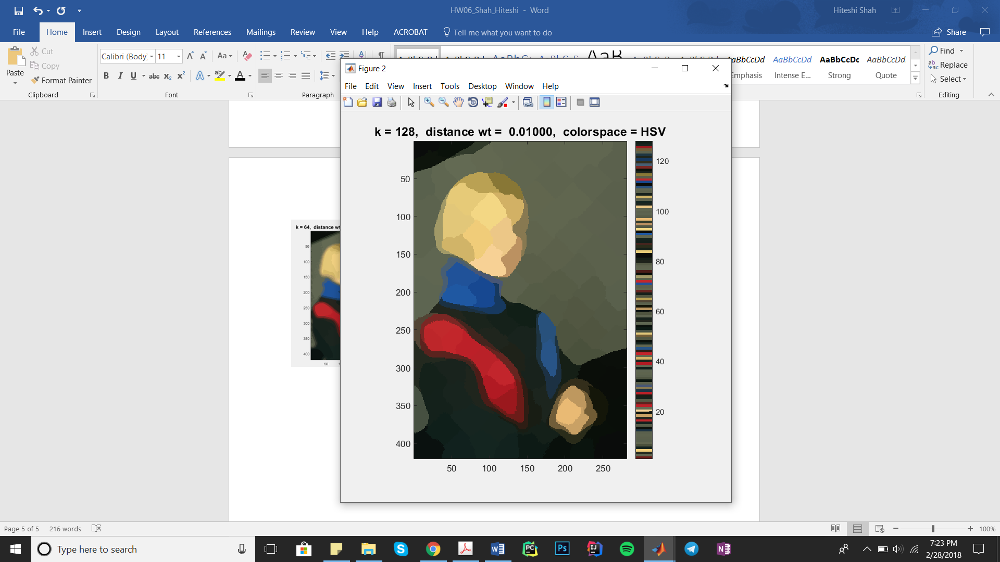 HW06_Shah_Hiteshi - Word
Hiteshi Shah
File Home Insert Design Layout References Mailings Review View Help ACROBAT Tell me what you want to do
Share
Cut
Copy
Paste
Format Painter
Clipboard
Calibri (Body) 11
Font
Paragraph
Emphasis
AaBbCcDd
Intense E...
AaBbCcDc
Strong
AaBbCcDd
Quote
Find
Replace
Select
Editing
Figure 2
File Edit View Insert Tools Desktop Window Help
k = 128, distance wt = 0.01000, colorspace = HSV
50
100
150
200
250
300
350
400
50 100 150 200 250
120
100
80
60
40
20
k = 64, distance wt
50
100
150
200
250
300
350
400
50
Page 5 of 5 216 words
100%
Type here to search
7:23 PM
2/28/2018